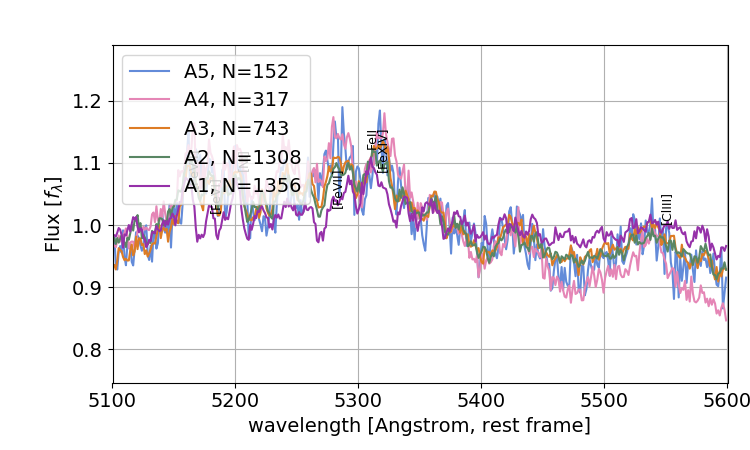 A5, N=152
A4, N=317
A3, N=743
A2, N=1308
A1, N=1356
[FeVII]
FeII
[FeXIV]
[ClIII]
1.2
1.1
1.0
0.9
0.8
Flux [fλ]
5100
5200
5300
5400
5500
5600
wavelength [Angstrom, rest frame]